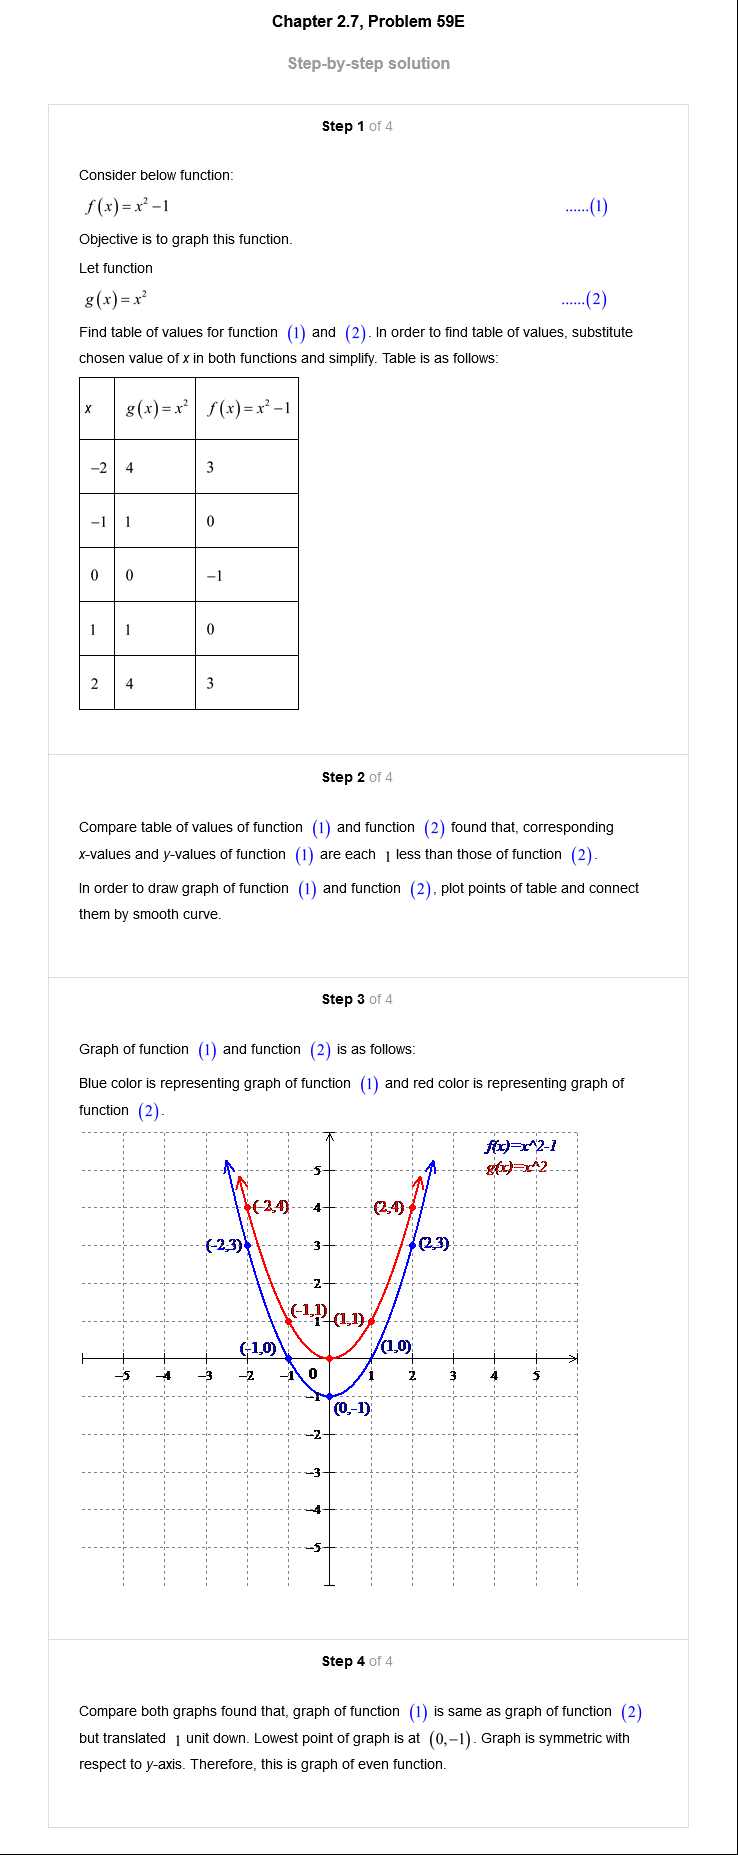 Chapter 2.7, Problem 59E
Step-by-step solution
Step 1 of 4
Consider below function:
f(x)=x²−1 ......(1)
Objective is to graph this function.
Let function
g(x)=x² ......(2)
Find table of values for function (1) and (2). In order to find table of values, substitute
chosen value of x in both functions and simplify. Table is as follows:
x g(x)=x² f(x)=x²−1
−2 4 3
−1 1 0
0 0 −1
1 1 0
2 4 3
Step 2 of 4
Compare table of values of function (1) and function (2) found that, corresponding
x-values and y-values of function (1) are each 1 less than those of function (2).
In order to draw graph of function (1) and function (2), plot points of table and connect
them by smooth curve.
Step 3 of 4
Graph of function (1) and function (2) is as follows:
Blue color is representing graph of function (1) and red color is representing graph of
function (2).
f(x)=x^2-1
g(x)=x^2
5
(-2,4) 4 (2,4)
(-2,3) 3 (2,3)
2
(-1,1) 1 (1,1)
(-1,0) (1,0)
−5 −4 −3 −2 −1 0 1 2 3 4 5
−1
(0,-1)
−2
−3
−4
−5
Step 4 of 4
Compare both graphs found that, graph of function (1) is same as graph of function (2)
but translated 1 unit down. Lowest point of graph is at (0,−1). Graph is symmetric with
respect to y-axis. Therefore, this is graph of even function.